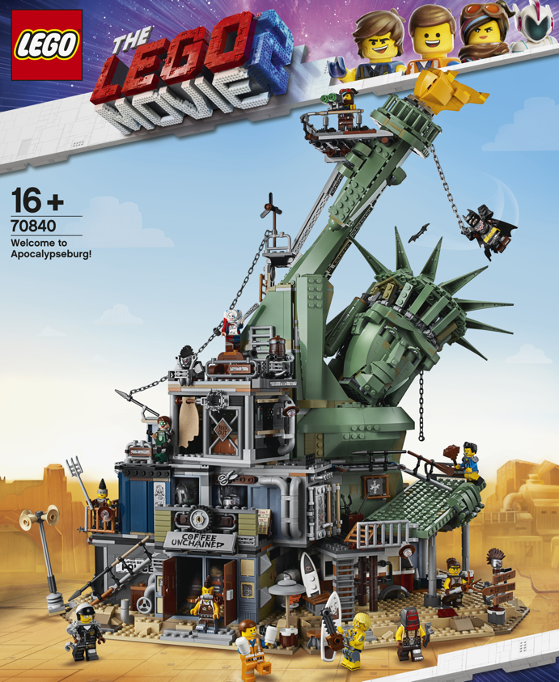 LEGO
THE
LEGO
MOVIE 2
16+
70840
Welcome to
Apocalypseburg!
COFFEE
UNCHAINED